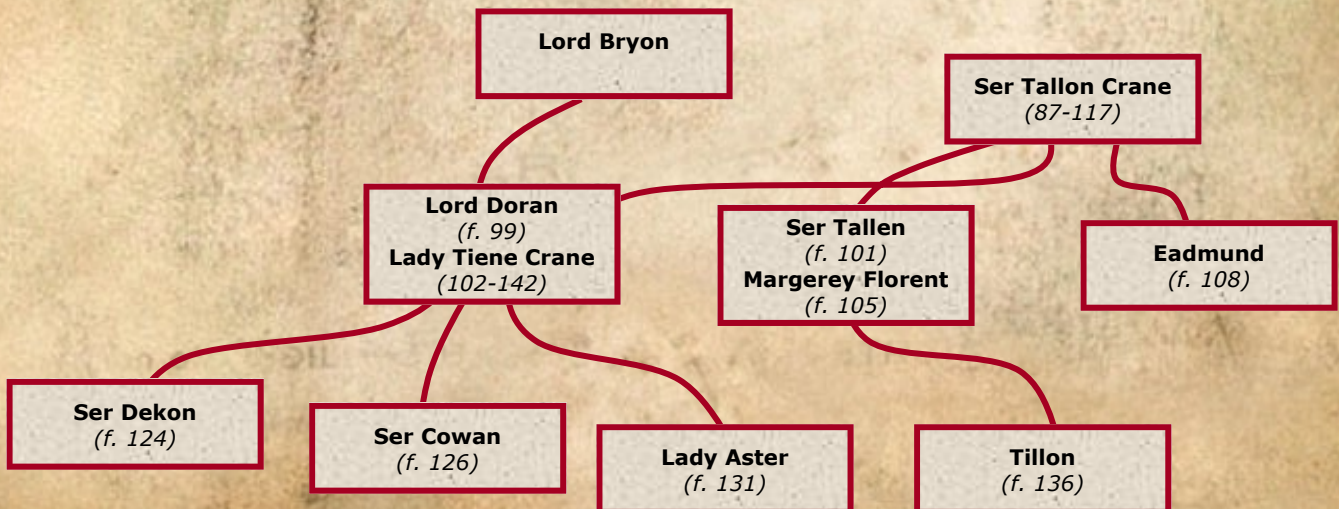 Lord Bryon
Ser Tallon Crane
(87-117)
Lord Doran
(f. 99)
Lady Tiene Crane
(102-142)
Ser Tallen
(f. 101)
Margerey Florent
(f. 105)
Eadmund
(f. 108)
Ser Dekon
(f. 124)
Ser Cowan
(f. 126)
Lady Aster
(f. 131)
Tillon
(f. 136)